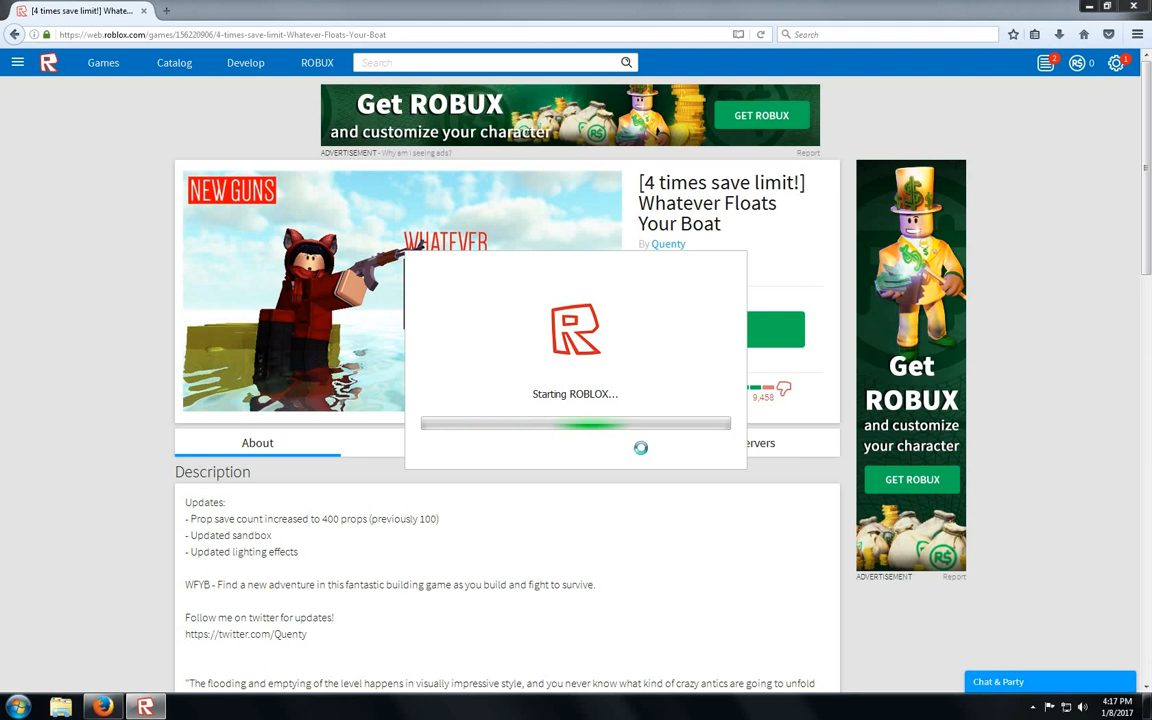 [4 times save limit!] Whate...
https://web.roblox.com/games/156220906/4-times-save-limit-Whatever-Floats-Your-Boat
Search
Games
Catalog
Develop
ROBUX
Search
2
R$ 0
1
Get ROBUX
and customize your character
GET ROBUX
ADVERTISEMENT - Why am I seeing ads?
Report
NEW GUNS
WHATEVER
[4 times save limit!]
Whatever Floats
Your Boat
By Quenty
Starting ROBLOX...
9,458
About
ervers
Description
Updates:
- Prop save count increased to 400 props (previously 100)
- Updated sandbox
- Updated lighting effects
WFYB - Find a new adventure in this fantastic building game as you build and fight to survive.
Follow me on twitter for updates!
https://twitter.com/Quenty
"The flooding and emptying of the level happens in visually impressive style, and you never know what kind of crazy antics are going to unfold
Get
ROBUX
and customize
your character
GET ROBUX
ADVERTISEMENT
Report
Chat & Party
4:17 PM
1/8/2017